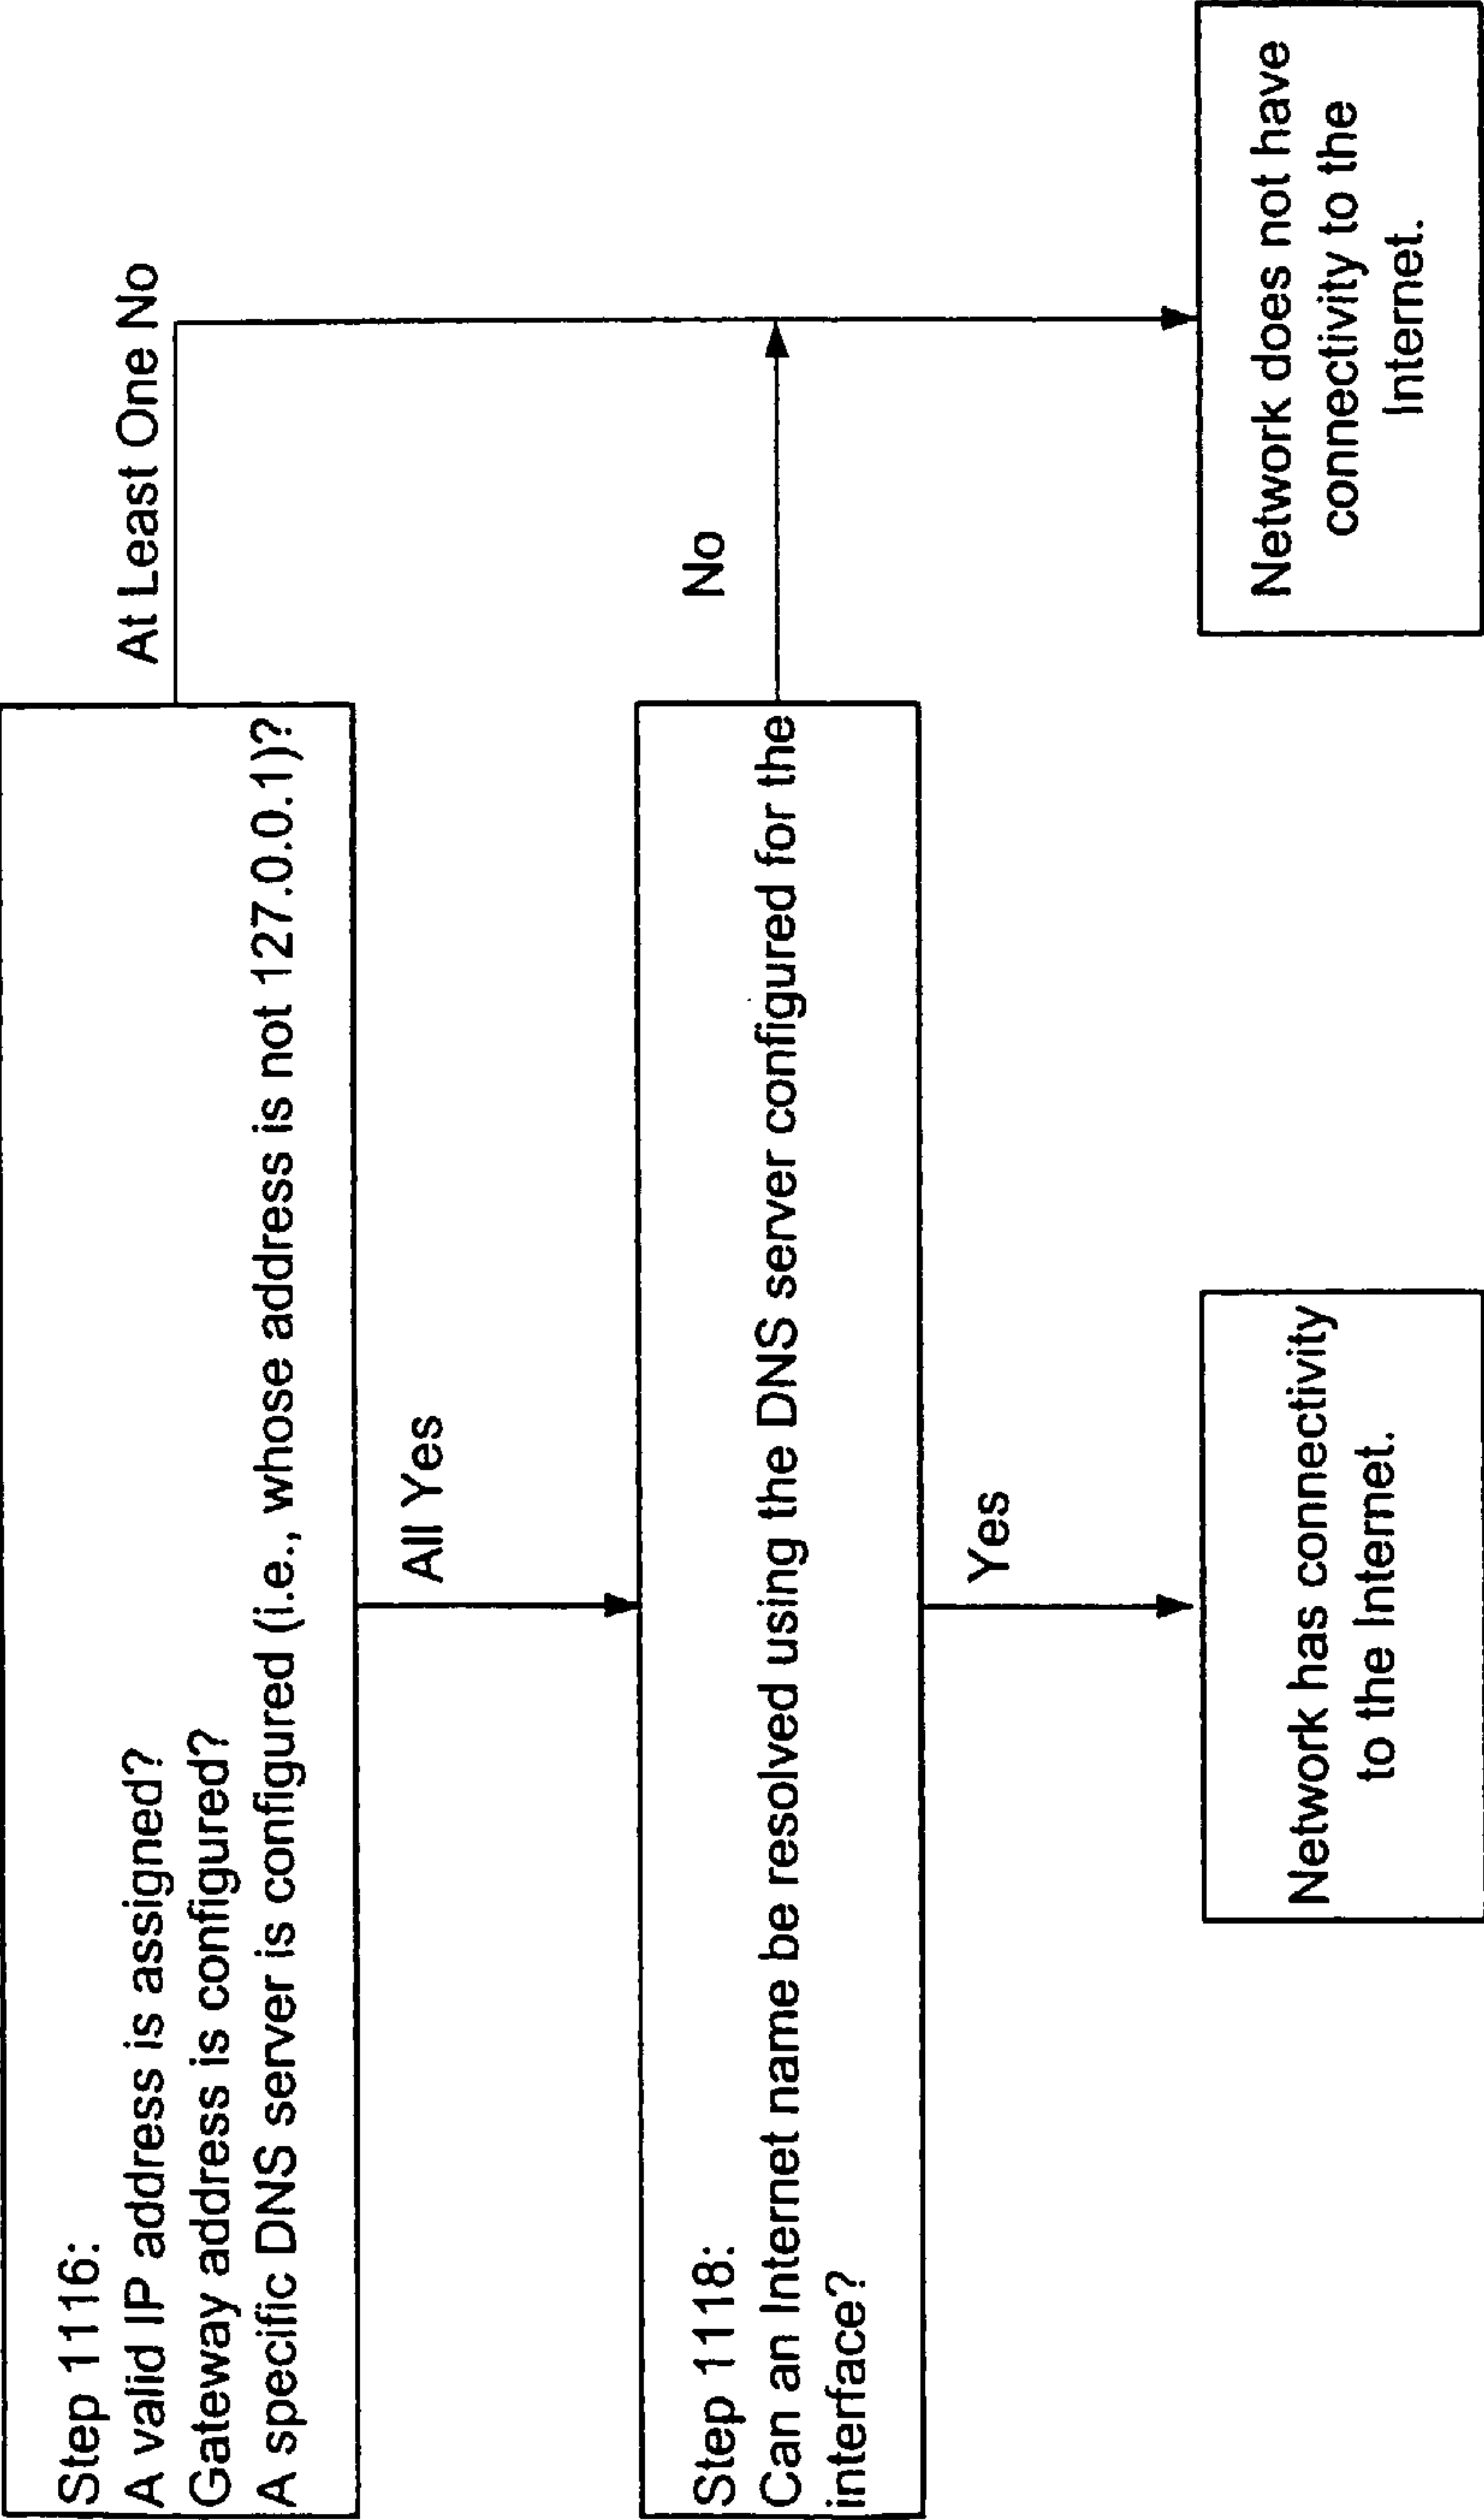 Step 1116:
A valid IP address is assigned?
Gateway address is configured?
A specific DNS server is configured (i.e., whose address is not 127.0.0.1)?
At Least One No
All Yes
Step 1118:
Can an Internet name be resolved using the DNS server configured for the
interface?
No
Yes
Network has connectivity
to the Internet.
Network does not have
connectivity to the
Internet.